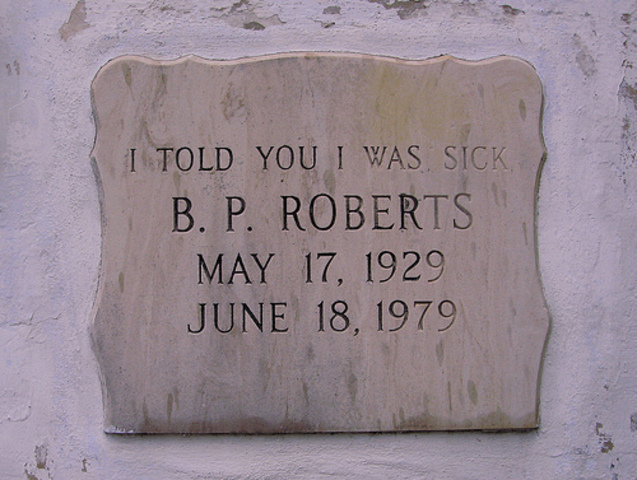 I TOLD YOU I WAS SICK
B. P. ROBERTS
MAY 17, 1929
JUNE 18, 1979